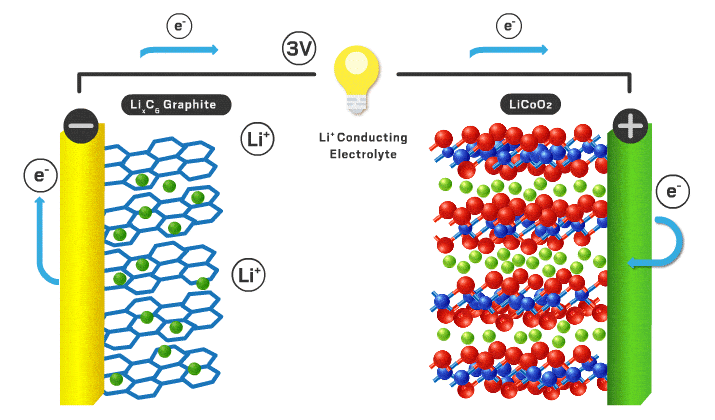 e⁻
e⁻
3V
LiₓC₆ Graphite
LiCoO₂
−
Li⁺
Li⁺ Conducting
Electrolyte
+
e⁻
e⁻
Li⁺